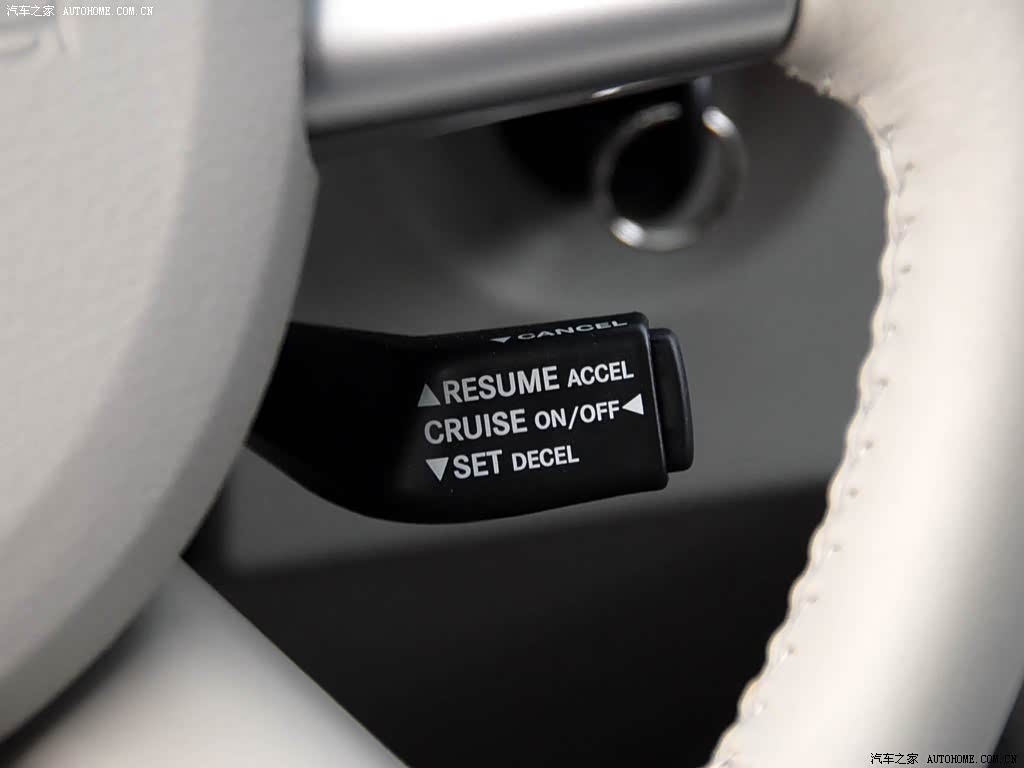 汽车之家 AUTOHOME.COM.CN
▼CANCEL
▲RESUME ACCEL
CRUISE ON/OFF◀
▼SET DECEL
汽车之家 AUTOHOME.COM.CN